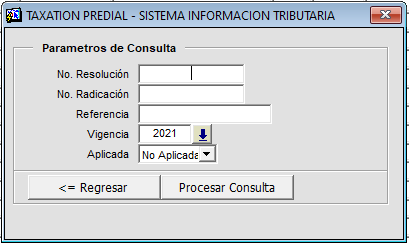 TAXATION PREDIAL - SISTEMA INFORMACION TRIBUTARIA
Parametros de Consulta
No. Resolución
No. Radicación
Referencia
Vigencia 2021
Aplicada No Aplicada
<= Regresar Procesar Consulta